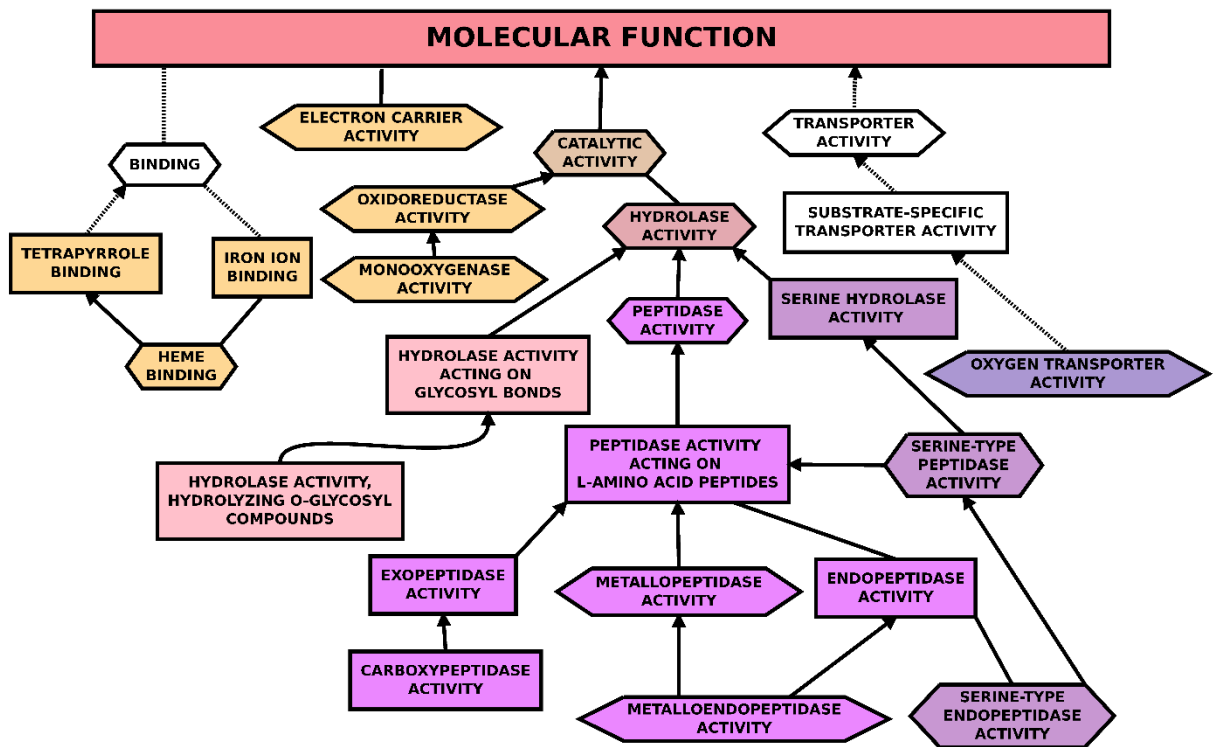 MOLECULAR FUNCTION
ELECTRON CARRIER
ACTIVITY
TRANSPORTER
ACTIVITY
BINDING
CATALYTIC
ACTIVITY
OXIDOREDUCTASE
ACTIVITY
HYDROLASE
ACTIVITY
SUBSTRATE-SPECIFIC
TRANSPORTER ACTIVITY
TETRAPYRROLE
BINDING
IRON ION
BINDING
MONOOXYGENASE
ACTIVITY
PEPTIDASE
ACTIVITY
SERINE HYDROLASE
ACTIVITY
HEME
BINDING
HYDROLASE ACTIVITY
ACTING ON
GLYCOSYL BONDS
OXYGEN TRANSPORTER
ACTIVITY
HYDROLASE ACTIVITY,
HYDROLYZING O-GLYCOSYL
COMPOUNDS
PEPTIDASE ACTIVITY
ACTING ON
L-AMINO ACID PEPTIDES
SERINE-TYPE
PEPTIDASE
ACTIVITY
EXOPEPTIDASE
ACTIVITY
METALLOPEPTIDASE
ACTIVITY
ENDOPEPTIDASE
ACTIVITY
CARBOXYPEPTIDASE
ACTIVITY
METALLOENDOPEPTIDASE
ACTIVITY
SERINE-TYPE
ENDOPEPTIDASE
ACTIVITY